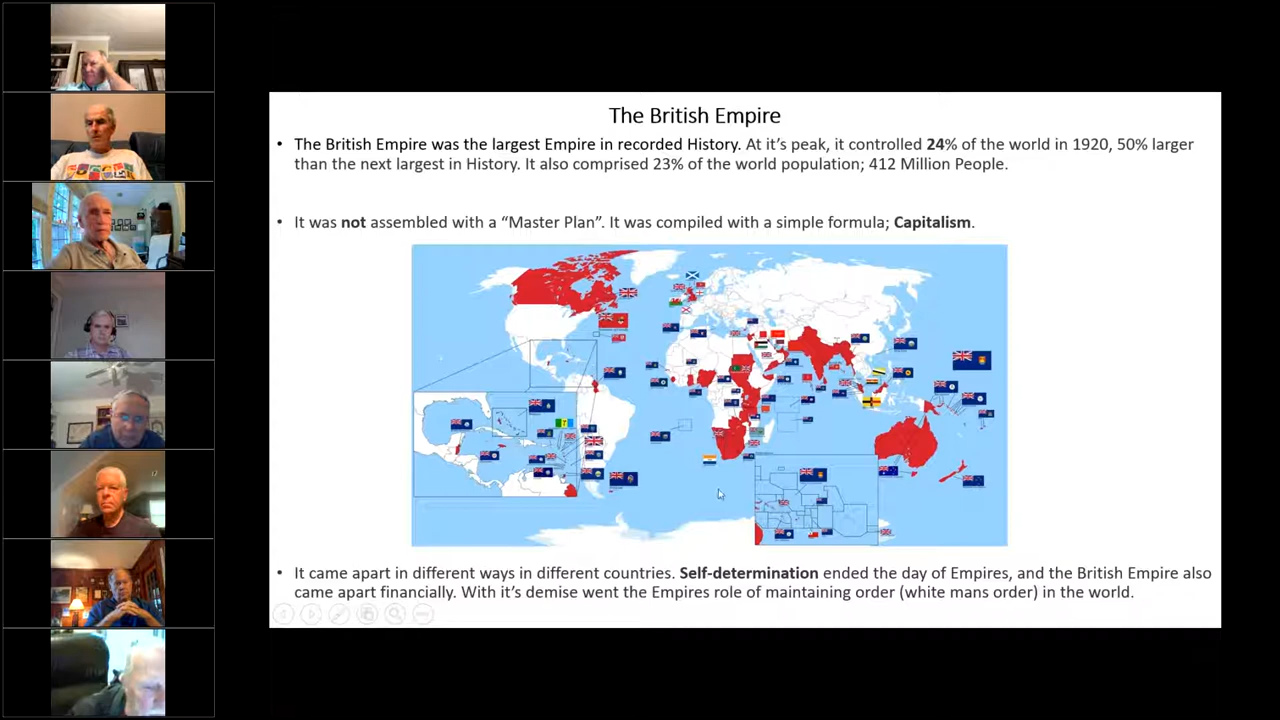 The British Empire
• The British Empire was the largest Empire in recorded History. At it’s peak, it controlled 24% of the world in 1920, 50% larger
than the next largest in History. It also comprised 23% of the world population; 412 Million People.
• It was not assembled with a “Master Plan”. It was compiled with a simple formula; Capitalism.
• It came apart in different ways in different countries. Self-determination ended the day of Empires, and the British Empire also
came apart financially. With it’s demise went the Empires role of maintaining order (white mans order) in the world.